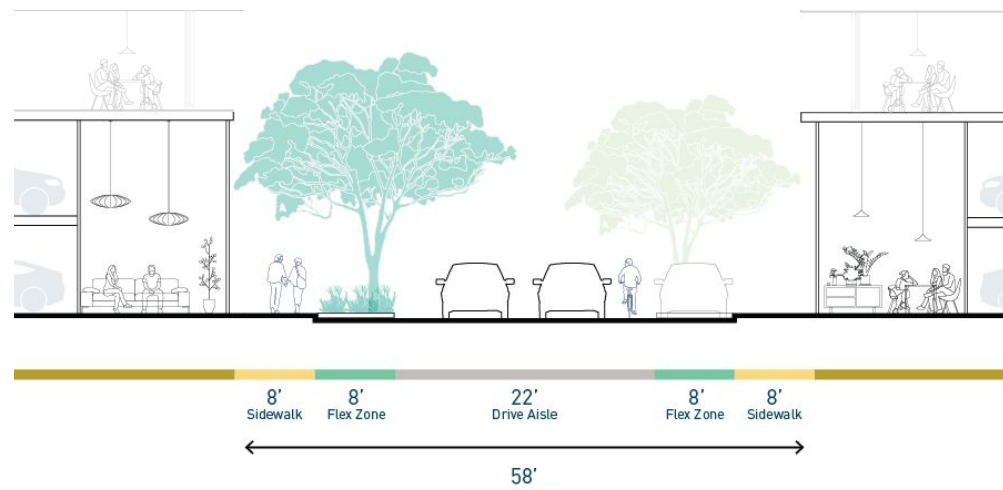 8’
Sidewalk
8’
Flex Zone
22’
Drive Aisle
8’
Flex Zone
8’
Sidewalk
58’